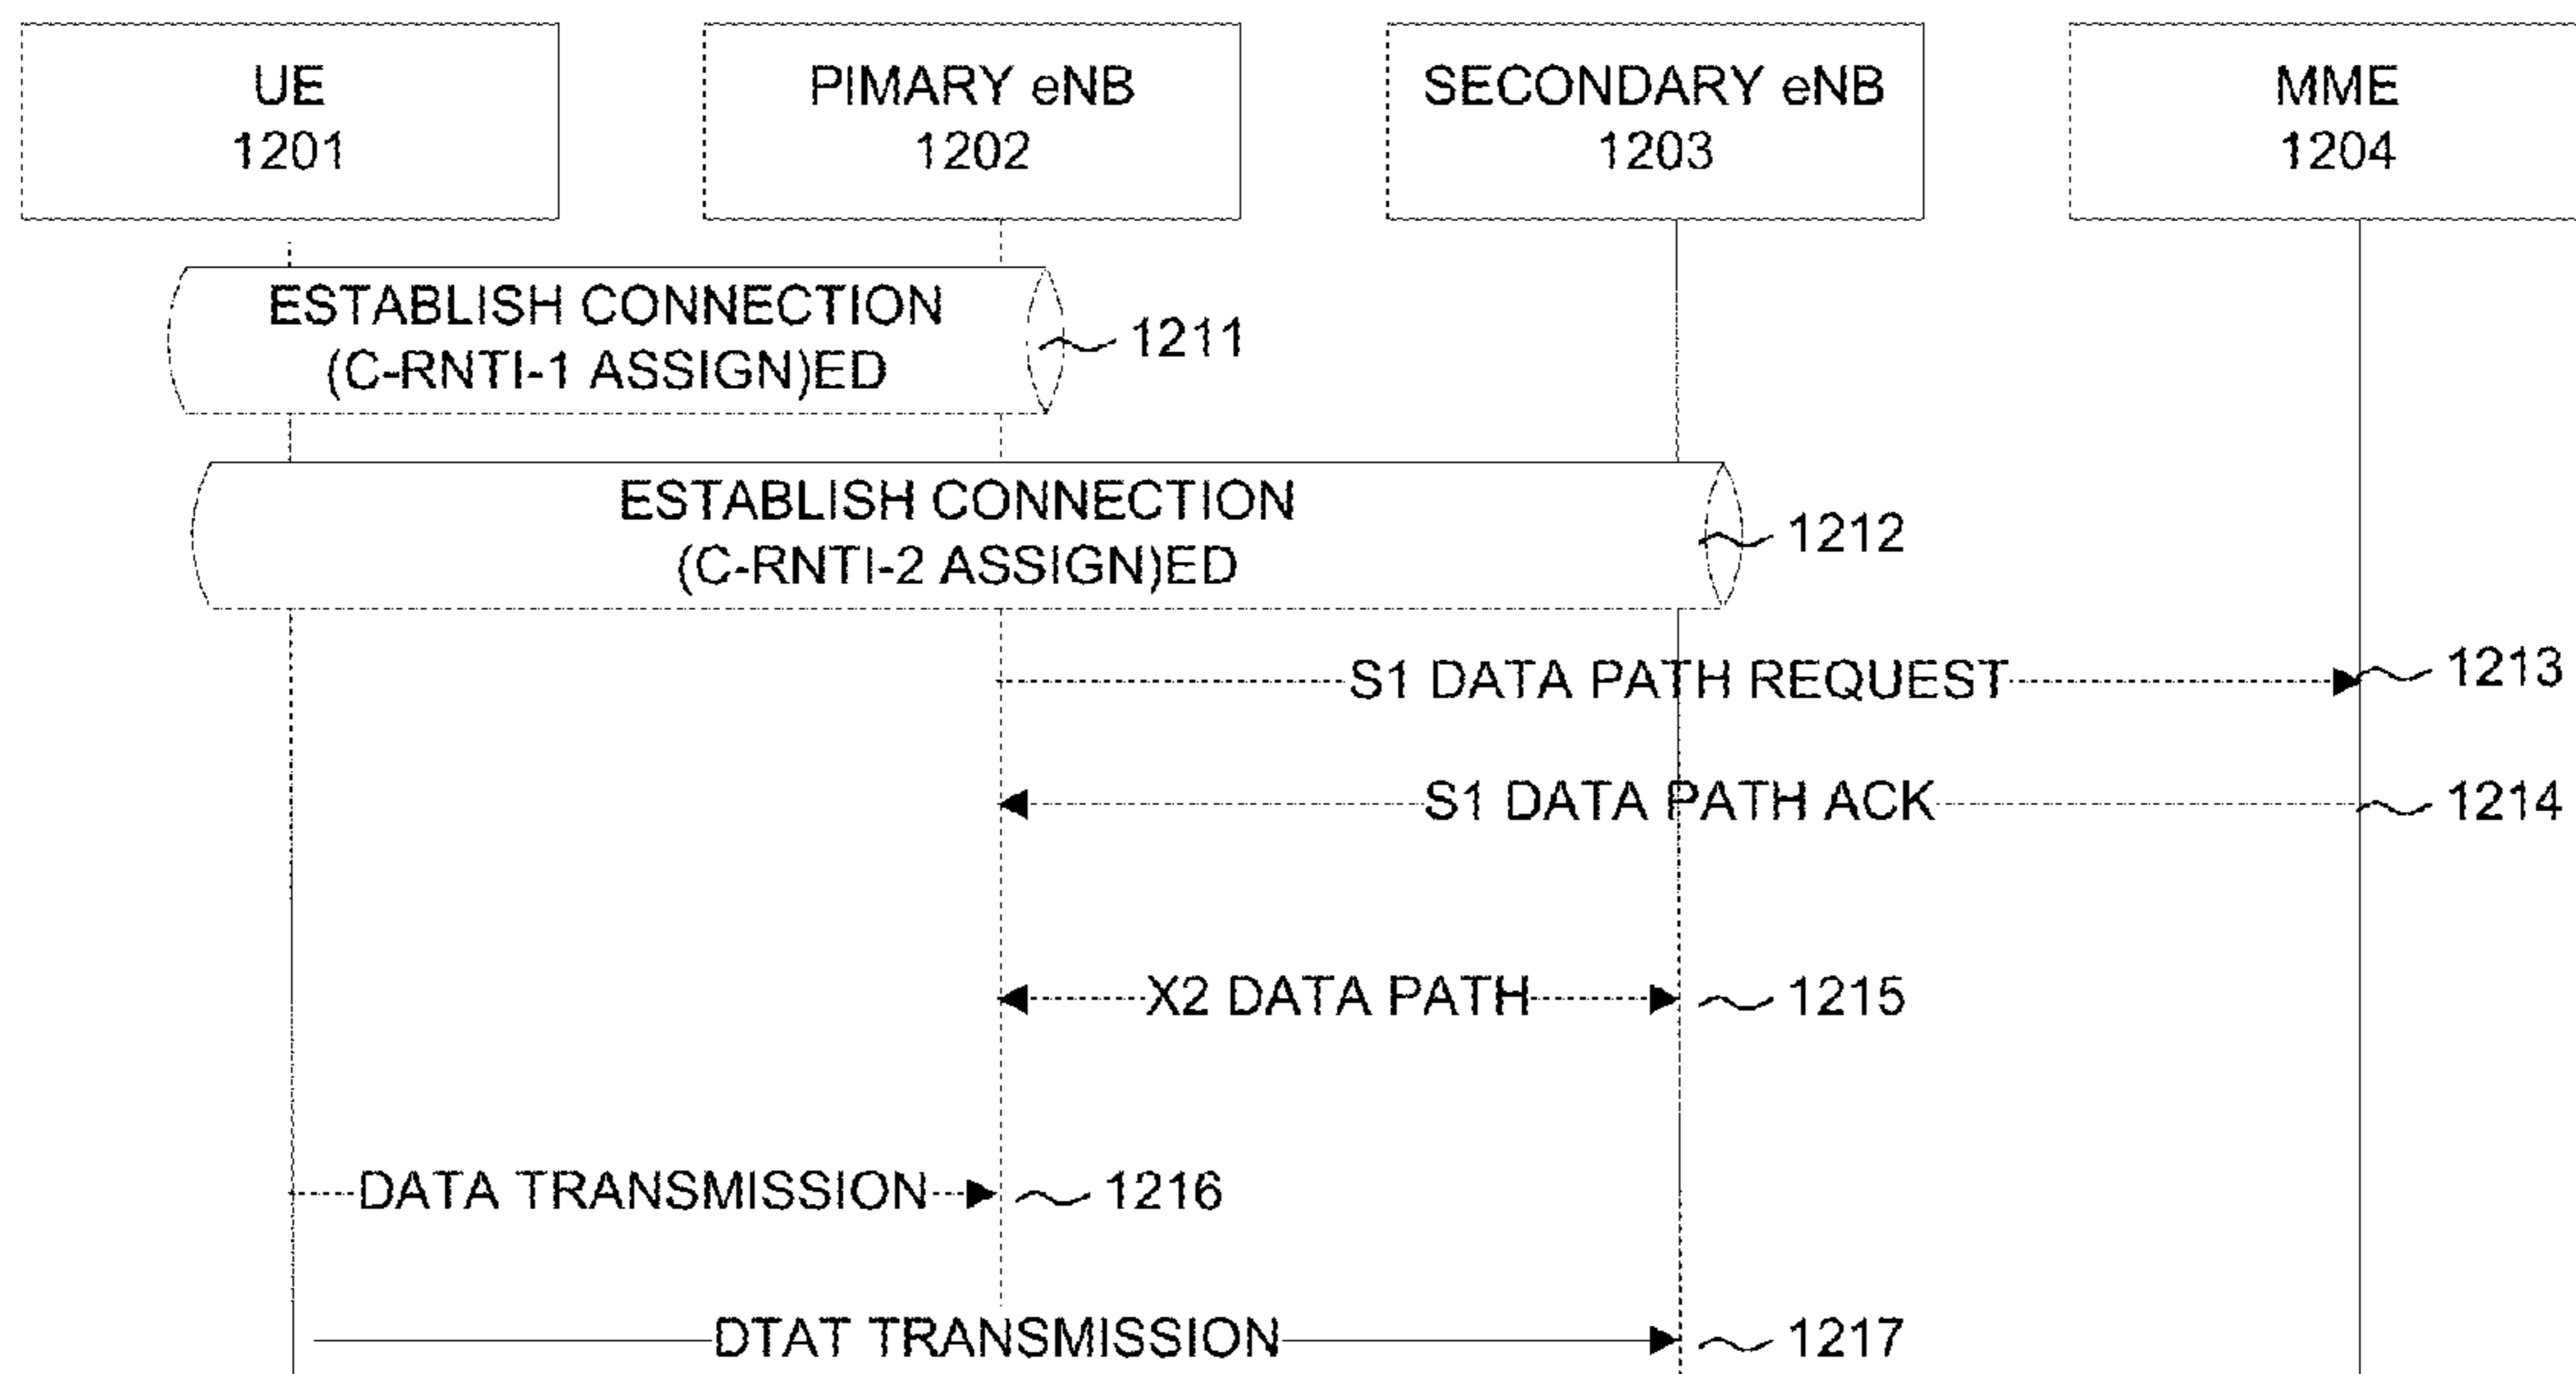 UE
1201
PIMARY eNB
1202
SECONDARY eNB
1203
MME
1204
ESTABLISH CONNECTION
(C-RNTI-1 ASSIGN)ED
1211
ESTABLISH CONNECTION
(C-RNTI-2 ASSIGN)ED
1212
S1 DATA PATH REQUEST
1213
S1 DATA PATH ACK
1214
X2 DATA PATH
1215
DATA TRANSMISSION
1216
DTAT TRANSMISSION
1217